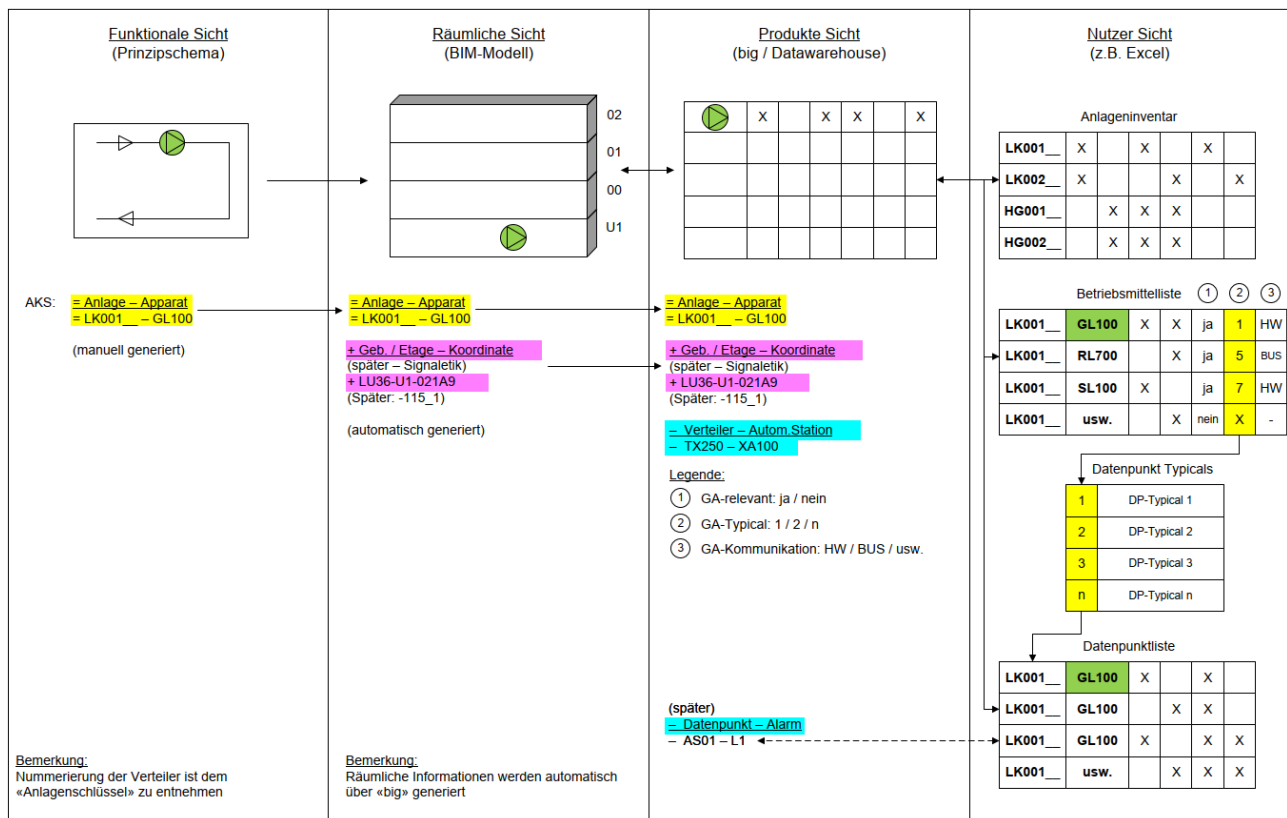 Funktionale Sicht
(Prinzipschema)
AKS:
= Anlage – Apparat
= LK001__ – GL100
(manuell generiert)
Bemerkung:
Nummerierung der Verteiler ist dem
«Anlagenschlüssel» zu entnehmen
Räumliche Sicht
(BIM-Modell)
02
01
00
U1
= Anlage – Apparat
= LK001__ – GL100
+ Geb. / Etage – Koordinate
(später – Signaletik)
+ LU36-U1-021A9
(Später: -115_1)
(automatisch generiert)
Bemerkung:
Räumliche Informationen werden automatisch
über «big» generiert
Produkte Sicht
(big / Datawarehouse)
X X X X
= Anlage – Apparat
= LK001__ – GL100
+ Geb. / Etage – Koordinate
(später – Signaletik)
+ LU36-U1-021A9
(Später: -115_1)
– Verteiler – Autom.Station
– TX250 – XA100
Legende:
1 GA-relevant: ja / nein
2 GA-Typical: 1 / 2 / n
3 GA-Kommunikation: HW / BUS / usw.
(später)
– Datenpunkt – Alarm
– AS01 – L1
Nutzer Sicht
(z.B. Excel)
Anlageninventar
LK001__ X X X
LK002__ X X X
HG001__ X X X
HG002__ X X X
Betriebsmittelliste 1 2 3
LK001__ GL100 X X ja 1 HW
LK001__ RL700 X ja 5 BUS
LK001__ SL100 X ja 7 HW
LK001__ usw. X nein X -
Datenpunkt Typicals
1 DP-Typical 1
2 DP-Typical 2
3 DP-Typical 3
n DP-Typical n
Datenpunktliste
LK001__ GL100 X X
LK001__ GL100 X X
LK001__ GL100 X X X
LK001__ usw. X X X